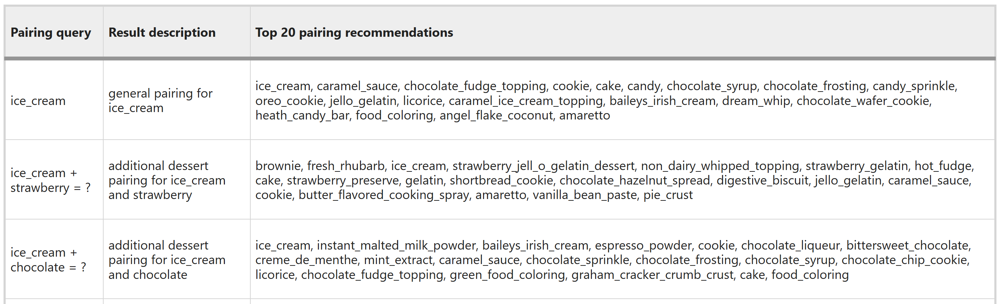 Pairing query
Result description
Top 20 pairing recommendations
ice_cream
general pairing for
ice_cream
ice_cream, caramel_sauce, chocolate_fudge_topping, cookie, cake, candy, chocolate_syrup, chocolate_frosting, candy_sprinkle,
oreo_cookie, jello_gelatin, licorice, caramel_ice_cream_topping, baileys_irish_cream, dream_whip, chocolate_wafer_cookie,
heath_candy_bar, food_coloring, angel_flake_coconut, amaretto
ice_cream +
strawberry = ?
additional dessert
pairing for ice_cream
and strawberry
brownie, fresh_rhubarb, ice_cream, strawberry_jell_o_gelatin_dessert, non_dairy_whipped_topping, strawberry_gelatin, hot_fudge,
cake, strawberry_preserve, gelatin, shortbread_cookie, chocolate_hazelnut_spread, digestive_biscuit, jello_gelatin, caramel_sauce,
cookie, butter_flavored_cooking_spray, amaretto, vanilla_bean_paste, pie_crust
ice_cream +
chocolate = ?
additional dessert
pairing for ice_cream
and chocolate
ice_cream, instant_malted_milk_powder, baileys_irish_cream, espresso_powder, cookie, chocolate_liqueur, bittersweet_chocolate,
creme_de_menthe, mint_extract, caramel_sauce, chocolate_sprinkle, chocolate_frosting, chocolate_syrup, chocolate_chip_cookie,
licorice, chocolate_fudge_topping, green_food_coloring, graham_cracker_crumb_crust, cake, food_coloring